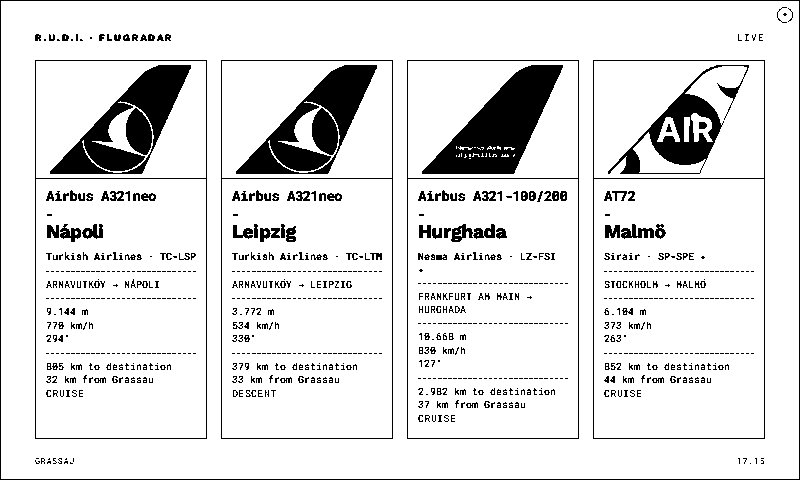 R.U.D.I. · FLUGRADAR
LIVE
Airbus A321neo
-
Nápoli
Turkish Airlines · TC-LSP
ARNAVUTKÖY → NÁPOLI
9.144 m
770 km/h
294°
805 km to destination
32 km from Grassau
CRUISE
Airbus A321neo
-
Leipzig
Turkish Airlines · TC-LTM
ARNAVUTKÖY → LEIPZIG
3.772 m
534 km/h
330°
379 km to destination
33 km from Grassau
DESCENT
Airbus A321-100/200
-
Hurghada
Nesma Airlines · LZ-FSI
✦
FRANKFURT AM MAIN →
HURGHADA
10.668 m
830 km/h
127°
2.982 km to destination
37 km from Grassau
CRUISE
AIR
AT72
-
Malmö
Sirair · SP-SPE ✦
STOCKHOLM → MALMÖ
6.104 m
373 km/h
263°
852 km to destination
44 km from Grassau
CRUISE
GRASSAU
17.15